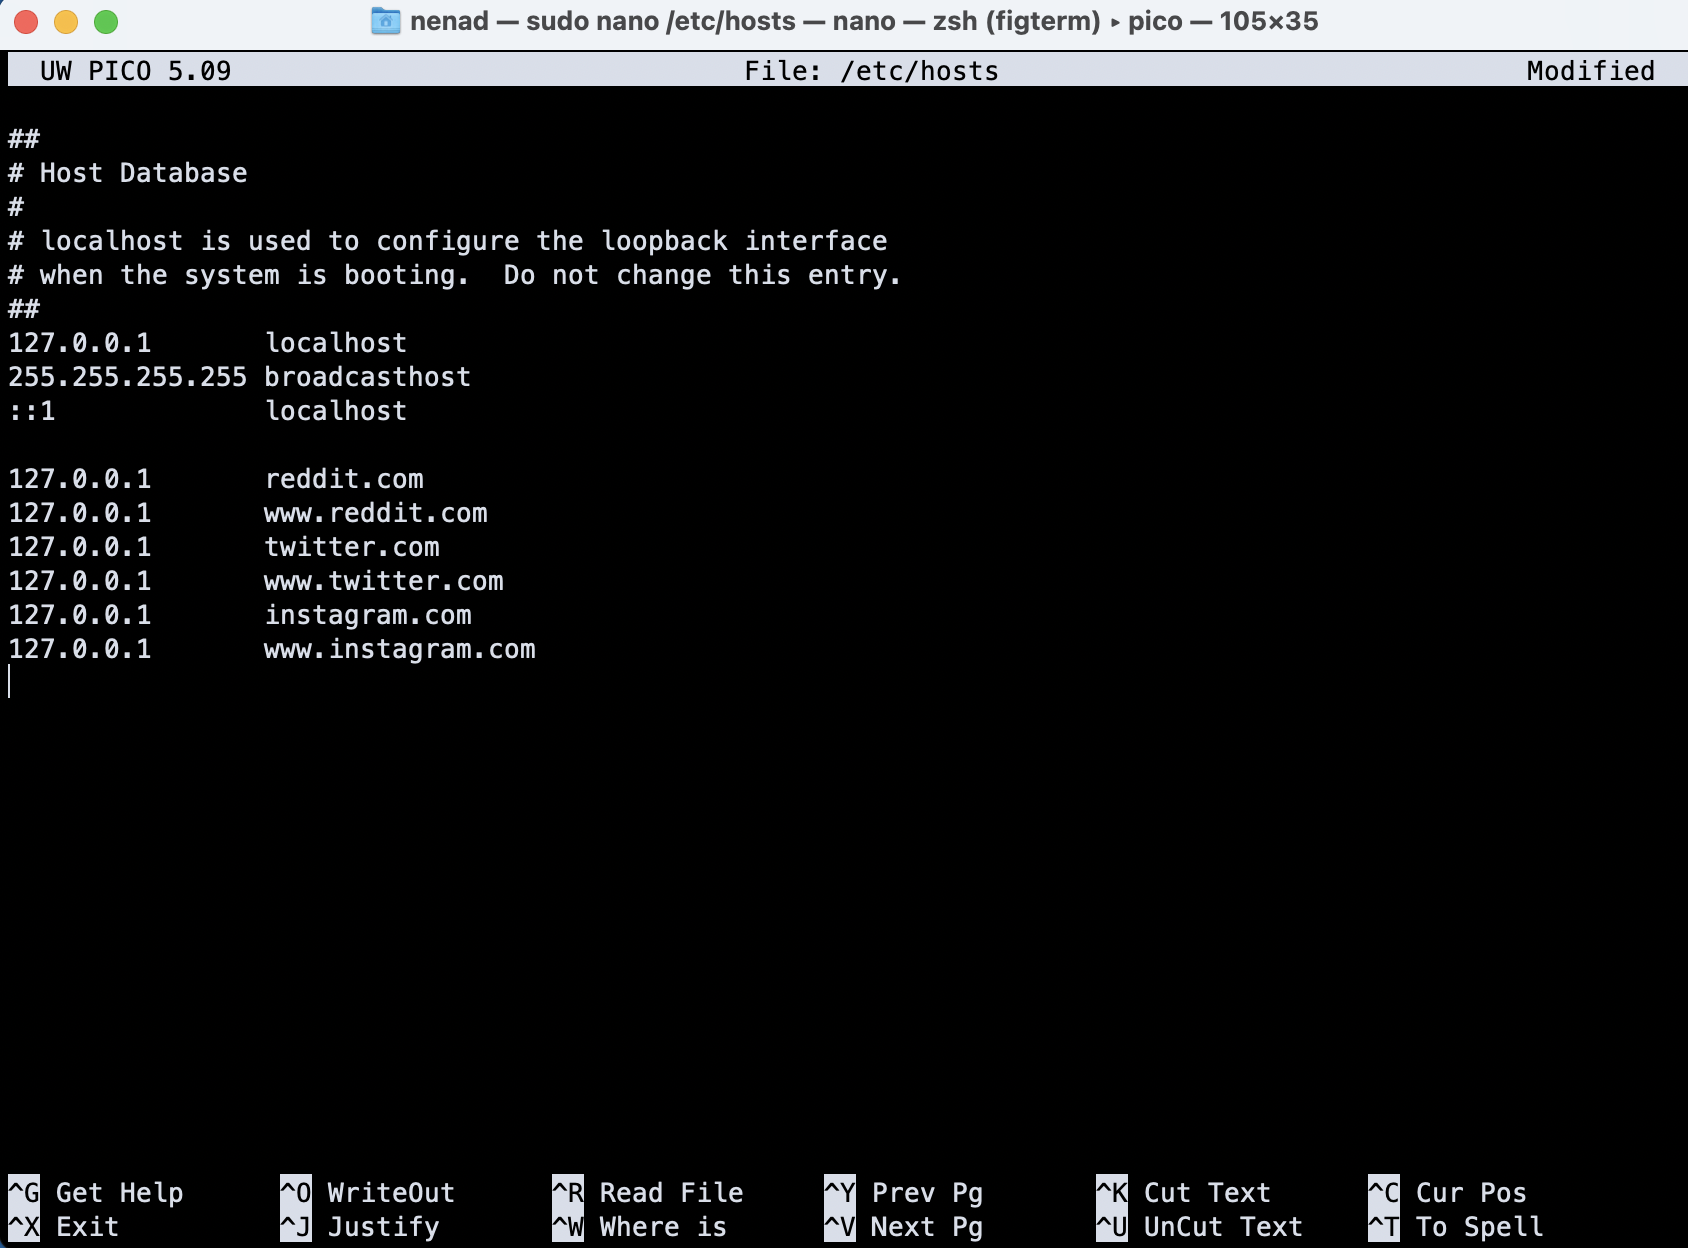 nenad — sudo nano /etc/hosts — nano — zsh (figterm) ▸ pico — 105×35
UW PICO 5.09 File: /etc/hosts Modified
##
# Host Database
#
# localhost is used to configure the loopback interface
# when the system is booting.  Do not change this entry.
##
127.0.0.1       localhost
255.255.255.255 broadcasthost
::1             localhost
127.0.0.1       reddit.com
127.0.0.1       www.reddit.com
127.0.0.1       twitter.com
127.0.0.1       www.twitter.com
127.0.0.1       instagram.com
127.0.0.1       www.instagram.com
^G Get Help ^O WriteOut ^R Read File ^Y Prev Pg ^K Cut Text ^C Cur Pos
^X Exit ^J Justify ^W Where is ^V Next Pg ^U UnCut Text ^T To Spell